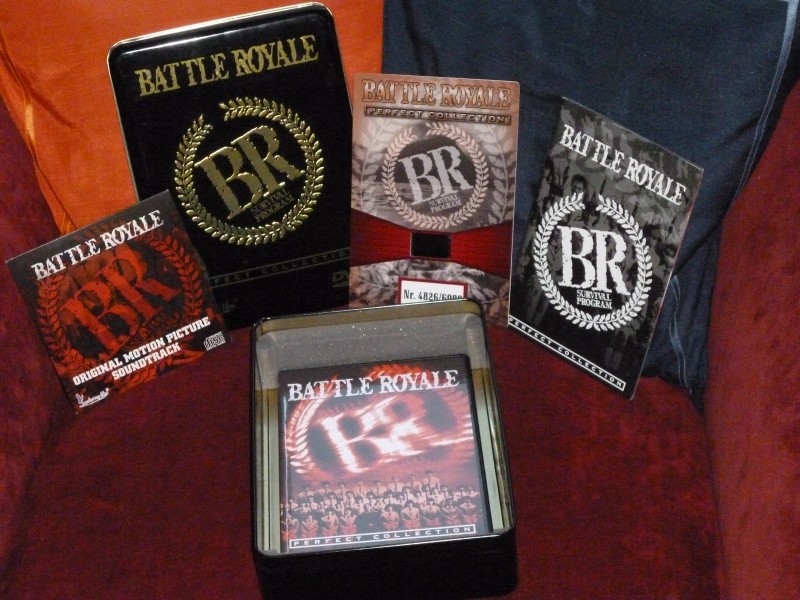 BATTLE ROYALE
BR
SURVIVAL
PROGRAM
PERFECT COLLECTION
BATTLE ROYALE
PERFECT COLLECTION
BR
SURVIVAL
PROGRAM
Nr. 4826/6000
BATTLE ROYALE
BR
SURVIVAL
PROGRAM
PERFECT COLLECTION
BATTLE ROYALE
BR
ORIGINAL MOTION PICTURE
SOUNDTRACK
BATTLE ROYALE
BR
PERFECT COLLECTION